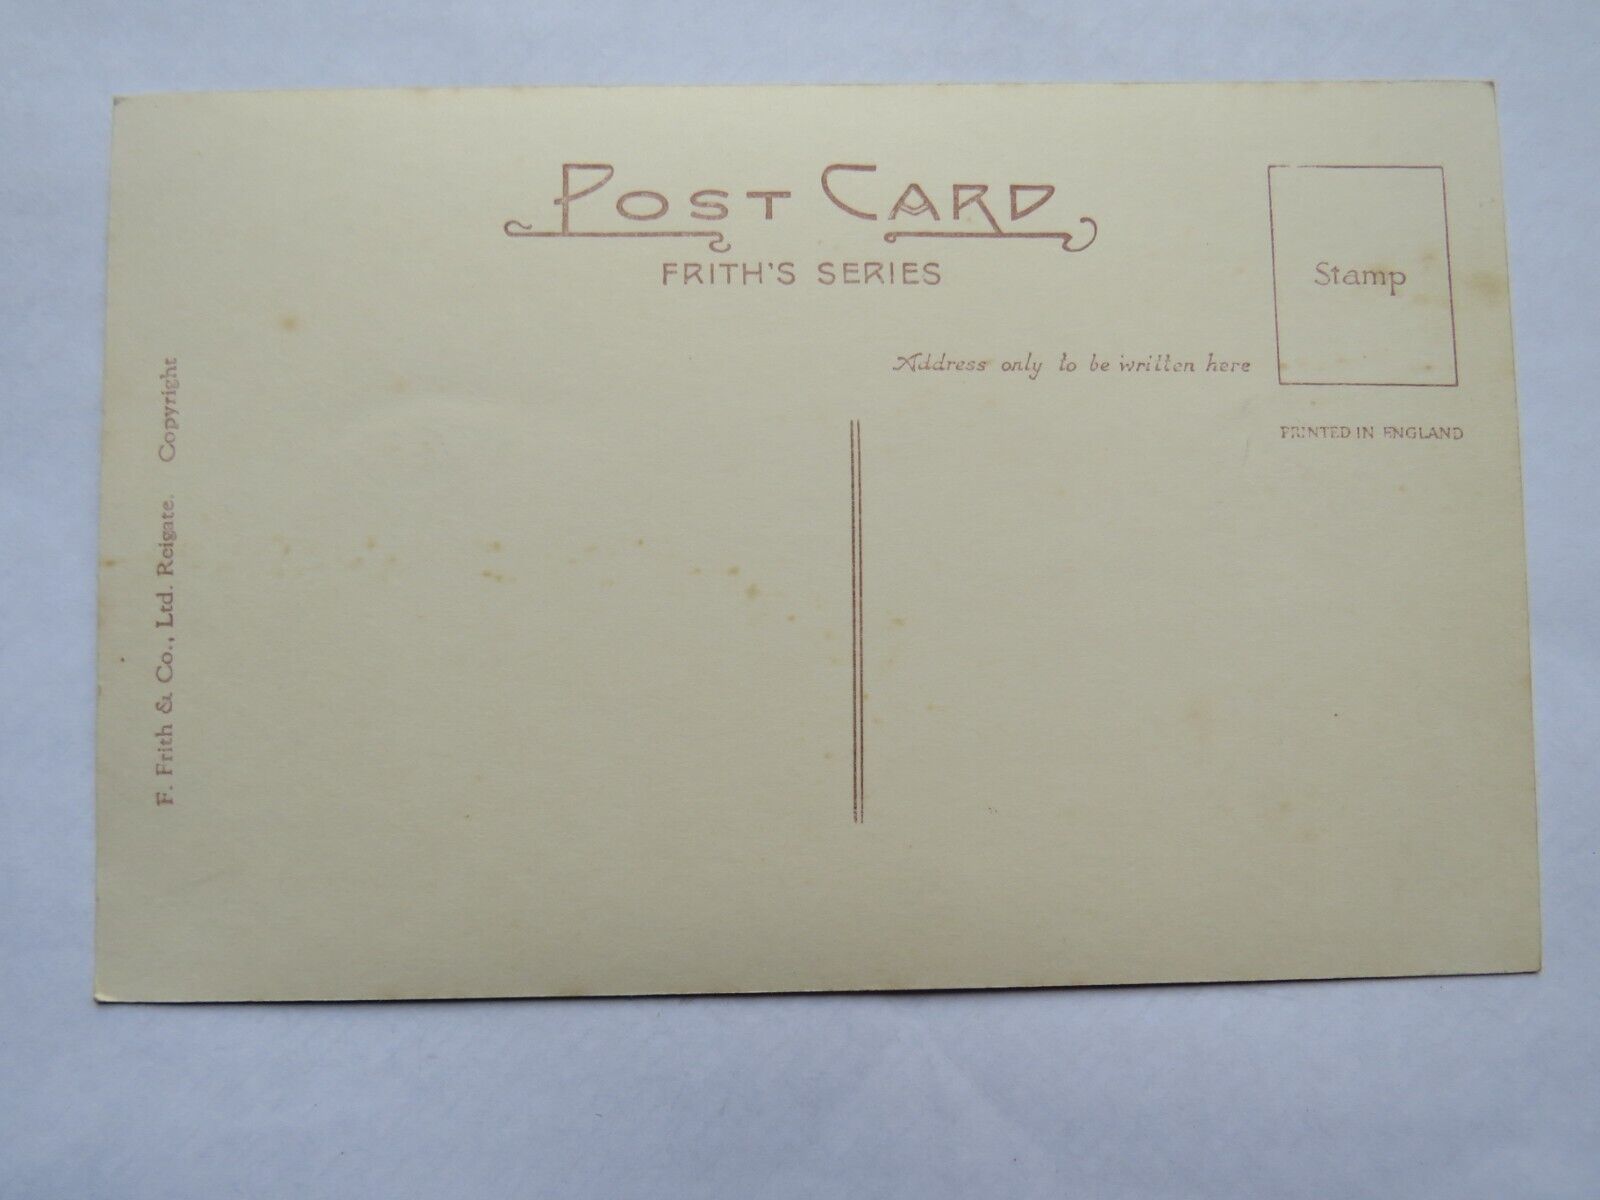 POST CARD
FRITH'S SERIES
Stamp
Address only to be written here
PRINTED IN ENGLAND
F. Frith & Co., Ltd. Reigate. Copyright